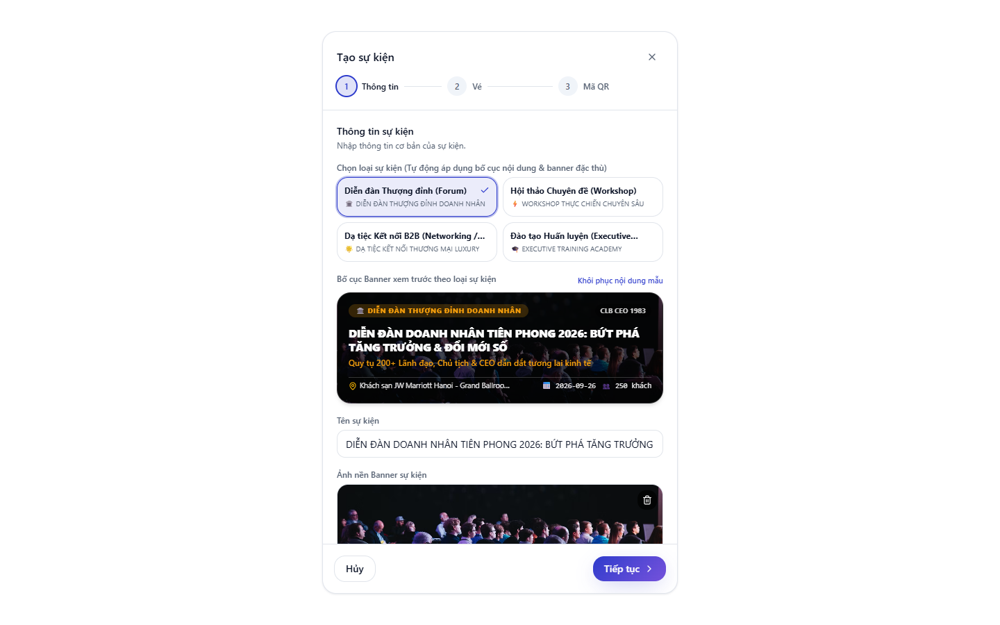 Tạo sự kiện
1 Thông tin 2 Vé 3 Mã QR
Thông tin sự kiện
Nhập thông tin cơ bản của sự kiện.
Chọn loại sự kiện (Tự động áp dụng bố cục nội dung & banner đặc thù)
Diễn đàn Thượng đỉnh (Forum)
DIỄN ĐÀN THƯỢNG ĐỈNH DOANH NHÂN
Hội thảo Chuyên đề (Workshop)
WORKSHOP THỰC CHIẾN CHUYÊN SÂU
Dạ tiệc Kết nối B2B (Networking /...
DẠ TIỆC KẾT NỐI THƯƠNG MẠI LUXURY
Đào tạo Huấn luyện (Executive...
EXECUTIVE TRAINING ACADEMY
Bố cục Banner xem trước theo loại sự kiện
Khôi phục nội dung mẫu
DIỄN ĐÀN THƯỢNG ĐỈNH DOANH NHÂN
CLB CEO 1983
DIỄN ĐÀN DOANH NHÂN TIÊN PHONG 2026: BỨT PHÁ
TĂNG TRƯỞNG & ĐỔI MỚI SỐ
Quy tụ 200+ Lãnh đạo, Chủ tịch & CEO dẫn dắt tương lai kinh tế
Khách sạn JW Marriott Hanoi - Grand Ballroo...
2026-09-26 250 khách
Tên sự kiện
DIỄN ĐÀN DOANH NHÂN TIÊN PHONG 2026: BỨT PHÁ TĂNG TRƯỞNG
Ảnh nền Banner sự kiện
Hủy
Tiếp tục